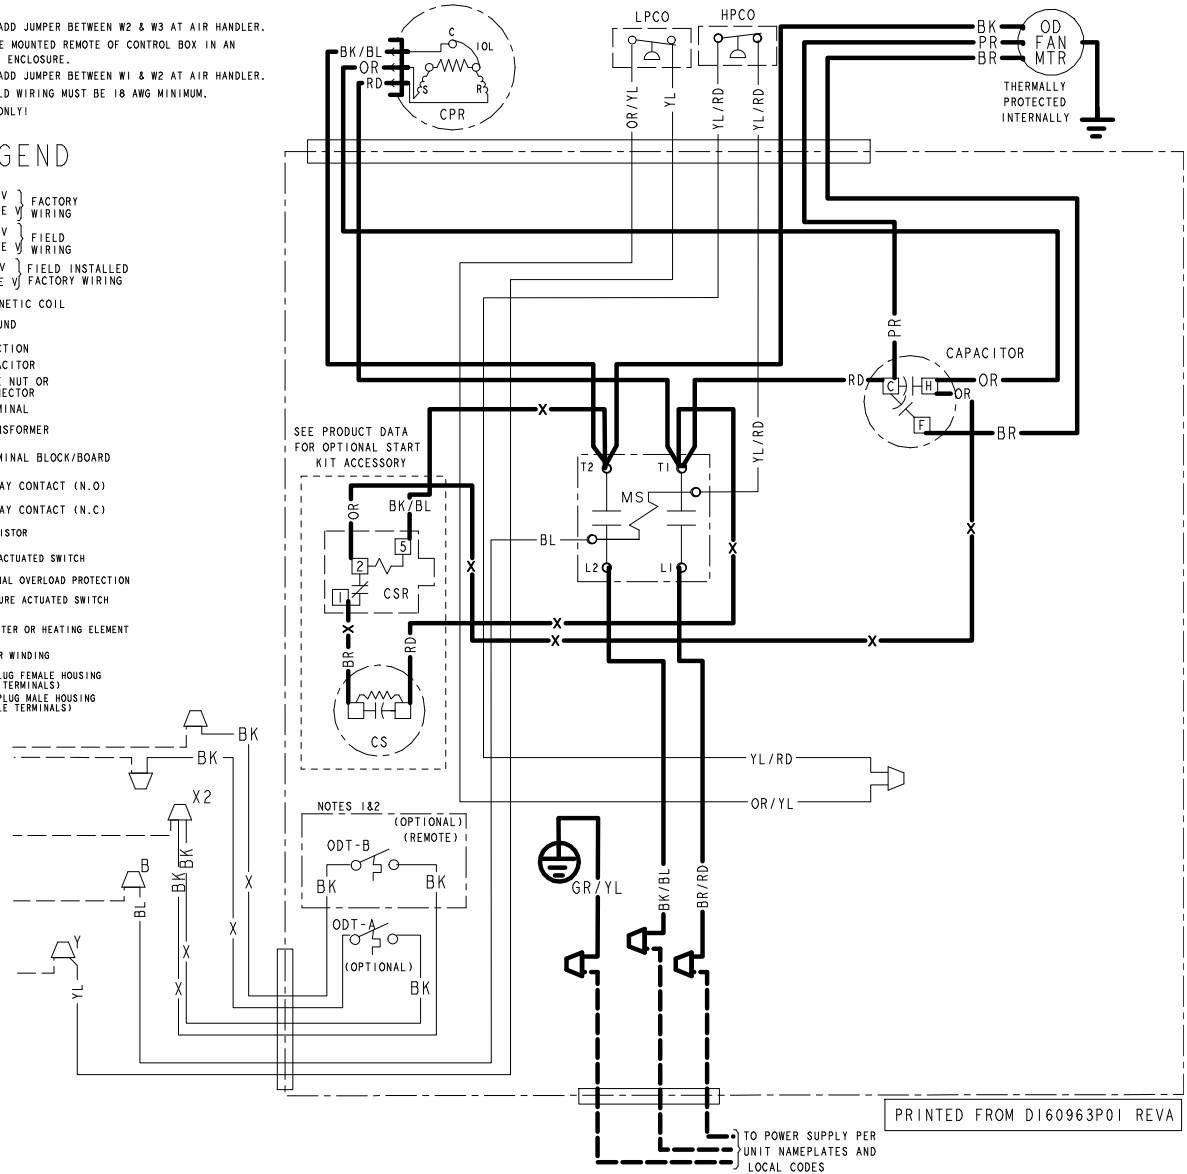 ADD JUMPER BETWEEN W2 & W3 AT AIR HANDLER.
E MOUNTED REMOTE OF CONTROL BOX IN AN
ENCLOSURE.
ADD JUMPER BETWEEN W1 & W2 AT AIR HANDLER.
LD WIRING MUST BE 18 AWG MINIMUM.
ONLY!
GEND
V
E V
FACTORY
WIRING
V
E V
FIELD
WIRING
V
E V
FIELD INSTALLED
FACTORY WIRING
NETIC COIL
UND
CTION
ACITOR
E NUT OR
NECTOR
MINAL
NSFORMER
MINAL BLOCK/BOARD
AY CONTACT (N.O)
AY CONTACT (N.C)
ISTOR
ACTUATED SWITCH
NAL OVERLOAD PROTECTION
URE ACTUATED SWITCH
TER OR HEATING ELEMENT
R WINDING
LUG FEMALE HOUSING
TERMINALS)
PLUG MALE HOUSING
LE TERMINALS)
BK/BL
OR
RD
C
IOL
S
R
CPR
LPCO
HPCO
OR/YL
YL
YL/RD
YL/RD
BK
PR
BR
OD
FAN
MTR
THERMALLY
PROTECTED
INTERNALLY
PR
CAPACITOR
RD
C
H
OR
OR
F
BR
YL/RD
X
SEE PRODUCT DATA
FOR OPTIONAL START
KIT ACCESSORY
OR
BK/BL
5
2
1
CSR
X
X
BR
RD
CS
T2
T1
MS
L2
L1
BL
X
X
X
X
X
YL/RD
OR/YL
BK
BK
X2
BK
BK
B
BL
Y
YL
X
X
X
X
NOTES 1&2
(OPTIONAL)
(REMOTE)
ODT-B
BK
BK
ODT-A
(OPTIONAL)
BK
GR/YL
BK/BL
BR/RD
PRINTED FROM D160963P01 REVA
TO POWER SUPPLY PER
UNIT NAMEPLATES AND
LOCAL CODES